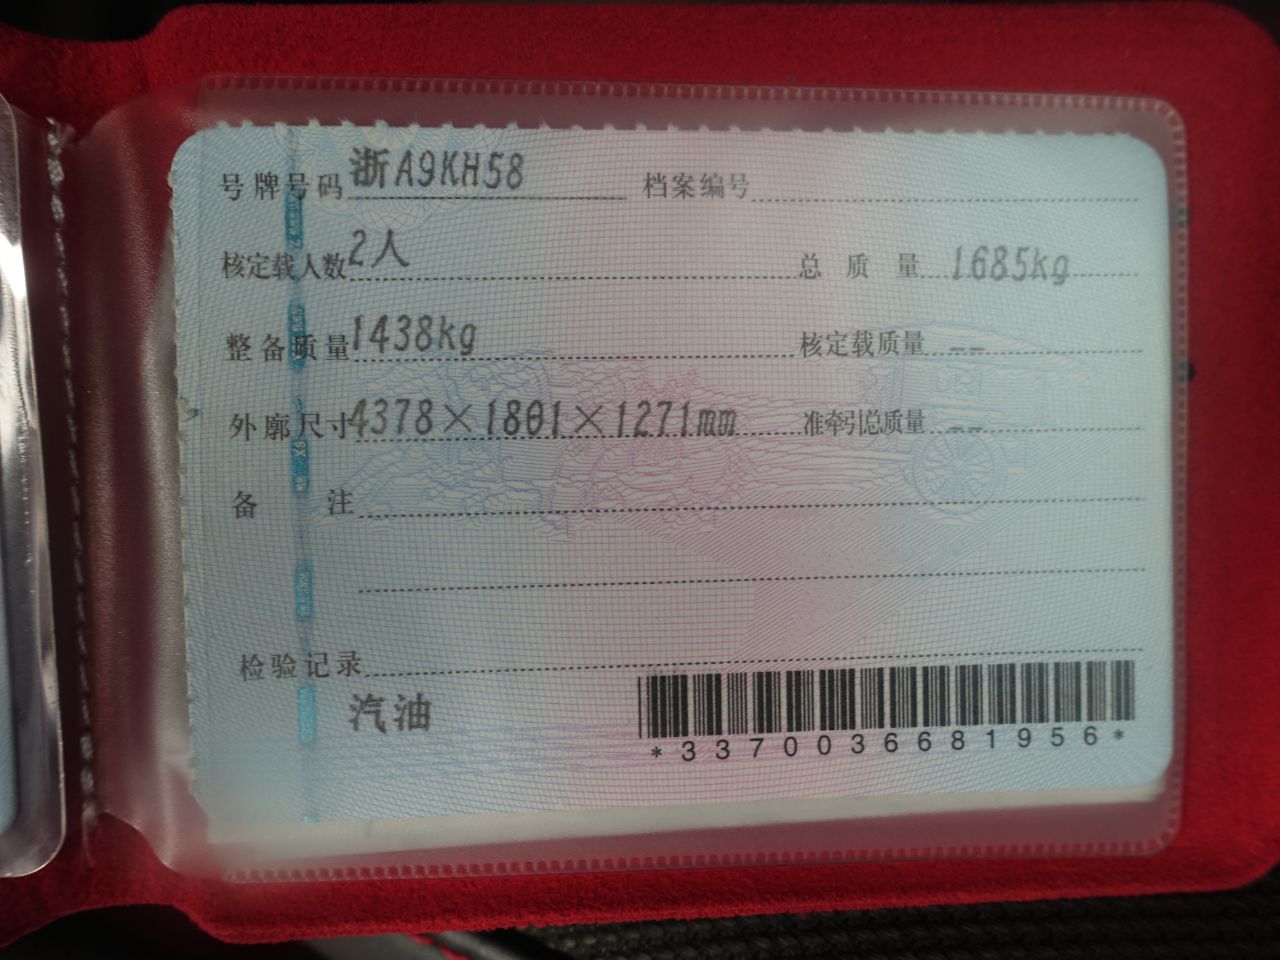 号牌号码 浙A9KH58 档案编号
核定载人数 2人 总质量 1685kg
整备质量 1438kg 核定载质量 --
外廓尺寸 4378×1801×1271mm 准牵引总质量 --
备注
检验记录
汽油
*3370036681956*